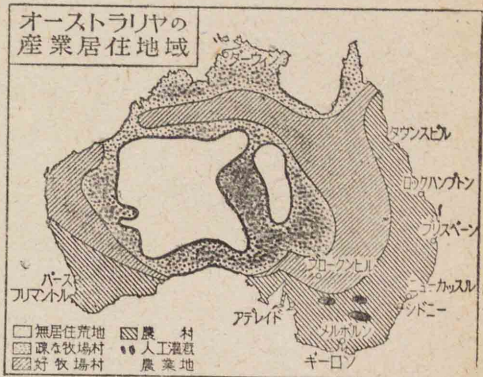 オーストラリヤの
産業居住地域
ダーウィン
タウンスビル
ロックハンプトン
ブリスベーン
ブロークンヒル
ニューカッスル
シドニー
パース
フリマントル
アデレイド
メルボルン
ギーロン
無居住荒地
疎な牧場村
好牧場村
農村
人工灌漑
農業地